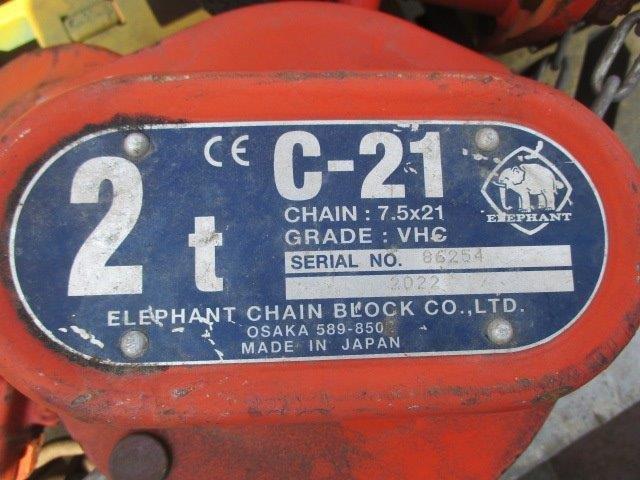 2 t
CE
C-21
CHAIN : 7.5x21
GRADE : VHC
SERIAL NO. 86254
2022
ELEPHANT
ELEPHANT CHAIN BLOCK CO.,LTD.
OSAKA 589-850
MADE IN JAPAN